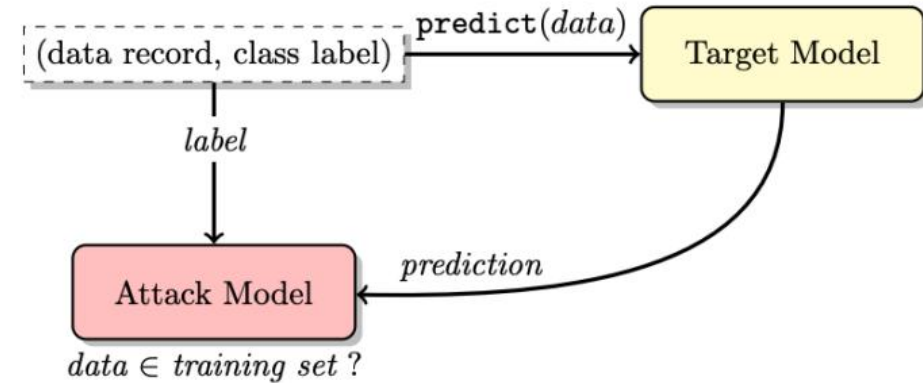 (data record, class label)
predict(data)
Target Model
label
prediction
Attack Model
data ∈ training set ?